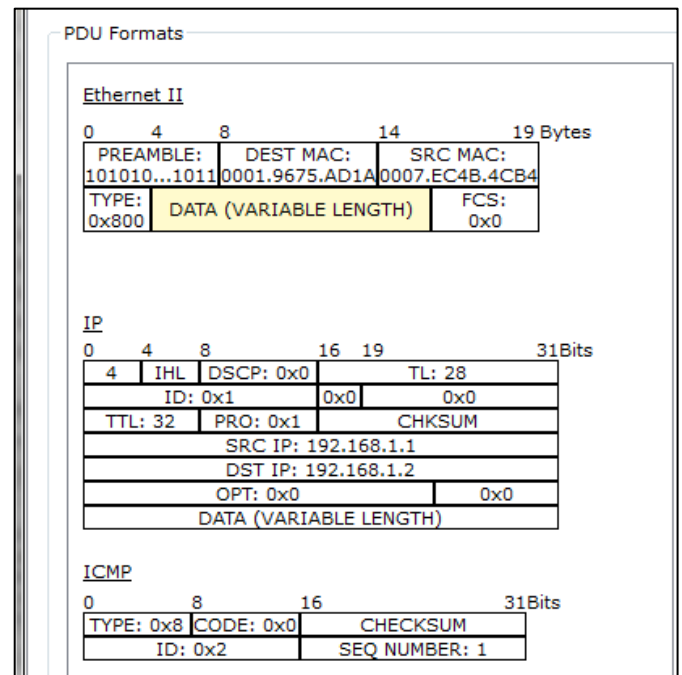 PDU Formats
Ethernet II
0 4 8 14 19 Bytes
PREAMBLE: DEST MAC: SRC MAC:
101010...1011 0001.9675.AD1A 0007.EC4B.4CB4
TYPE: DATA (VARIABLE LENGTH) FCS:
0x800 0x0
IP
0 4 8 16 19 31Bits
4 IHL DSCP: 0x0 TL: 28
ID: 0x1 0x0 0x0
TTL: 32 PRO: 0x1 CHKSUM
SRC IP: 192.168.1.1
DST IP: 192.168.1.2
OPT: 0x0 0x0
DATA (VARIABLE LENGTH)
ICMP
0 8 16 31Bits
TYPE: 0x8 CODE: 0x0 CHECKSUM
ID: 0x2 SEQ NUMBER: 1